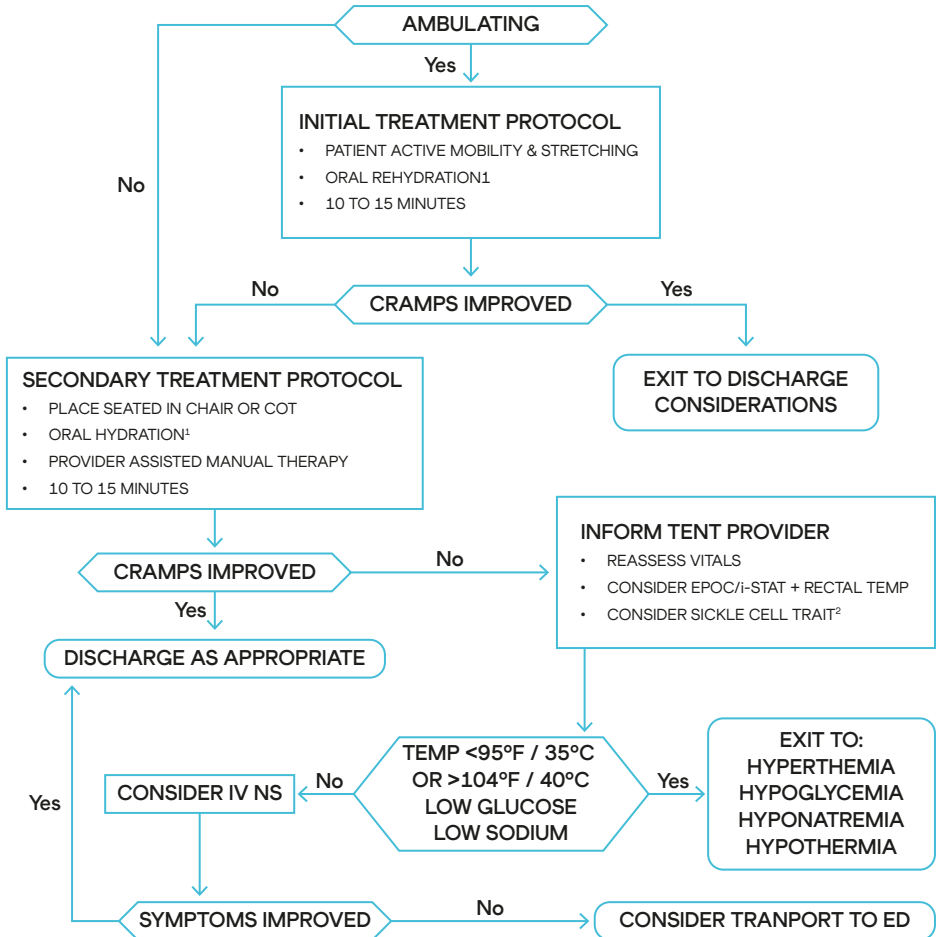 AMBULATING
Yes
INITIAL TREATMENT PROTOCOL
• PATIENT ACTIVE MOBILITY & STRETCHING
• ORAL REHYDRATION1
• 10 TO 15 MINUTES
No
No
CRAMPS IMPROVED
Yes
SECONDARY TREATMENT PROTOCOL
• PLACE SEATED IN CHAIR OR COT
• ORAL HYDRATION¹
• PROVIDER ASSISTED MANUAL THERAPY
• 10 TO 15 MINUTES
EXIT TO DISCHARGE
CONSIDERATIONS
CRAMPS IMPROVED
No
INFORM TENT PROVIDER
• REASSESS VITALS
• CONSIDER EPOC/i-STAT + RECTAL TEMP
• CONSIDER SICKLE CELL TRAIT²
Yes
DISCHARGE AS APPROPRIATE
TEMP <95ºF / 35ºC
OR >104ºF / 40ºC
LOW GLUCOSE
LOW SODIUM
Yes
EXIT TO:
HYPERTHEMIA
HYPOGLYCEMIA
HYPONATREMIA
HYPOTHERMIA
No
CONSIDER IV NS
Yes
SYMPTOMS IMPROVED
No
CONSIDER TRANPORT TO ED